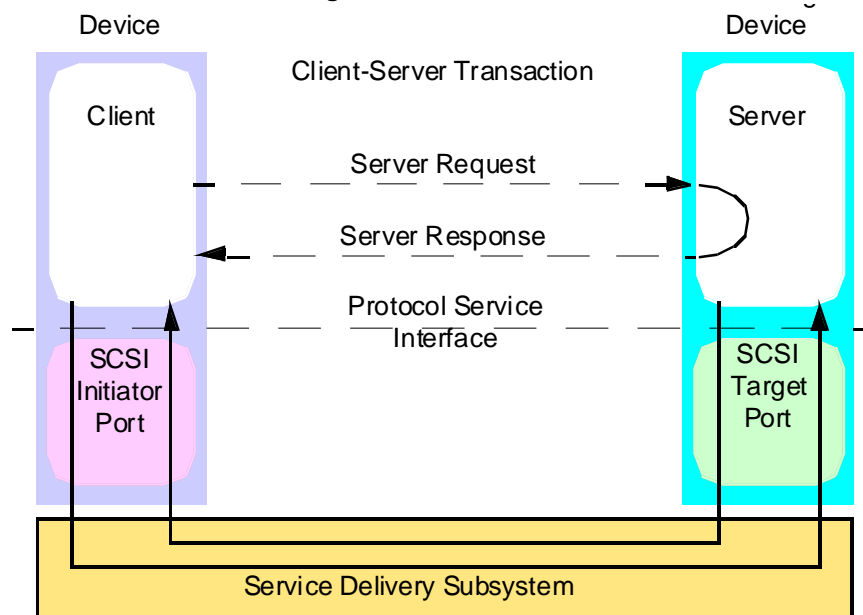 Device
Device
Client-Server Transaction
Client
Server
Server Request
Server Response
Protocol Service
Interface
SCSI
Initiator
Port
SCSI
Target
Port
Service Delivery Subsystem